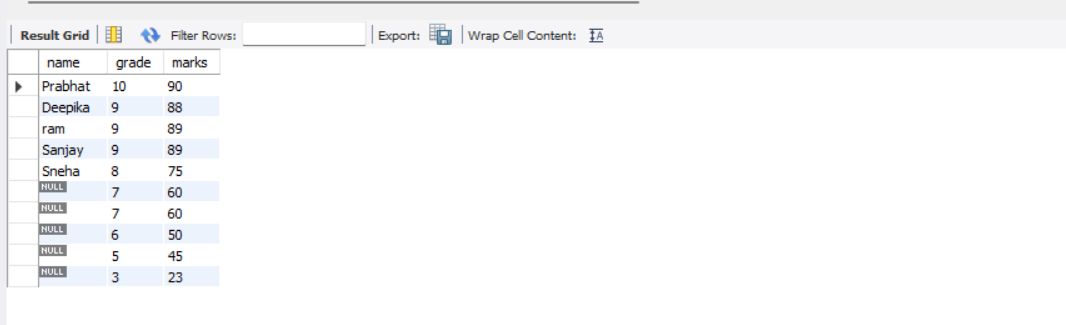 Result Grid Filter Rows: Export: Wrap Cell Content: IA
name grade marks
Prabhat 10 90
Deepika 9 88
ram 9 89
Sanjay 9 89
Sneha 8 75
NULL 7 60
NULL 7 60
NULL 6 50
NULL 5 45
NULL 3 23